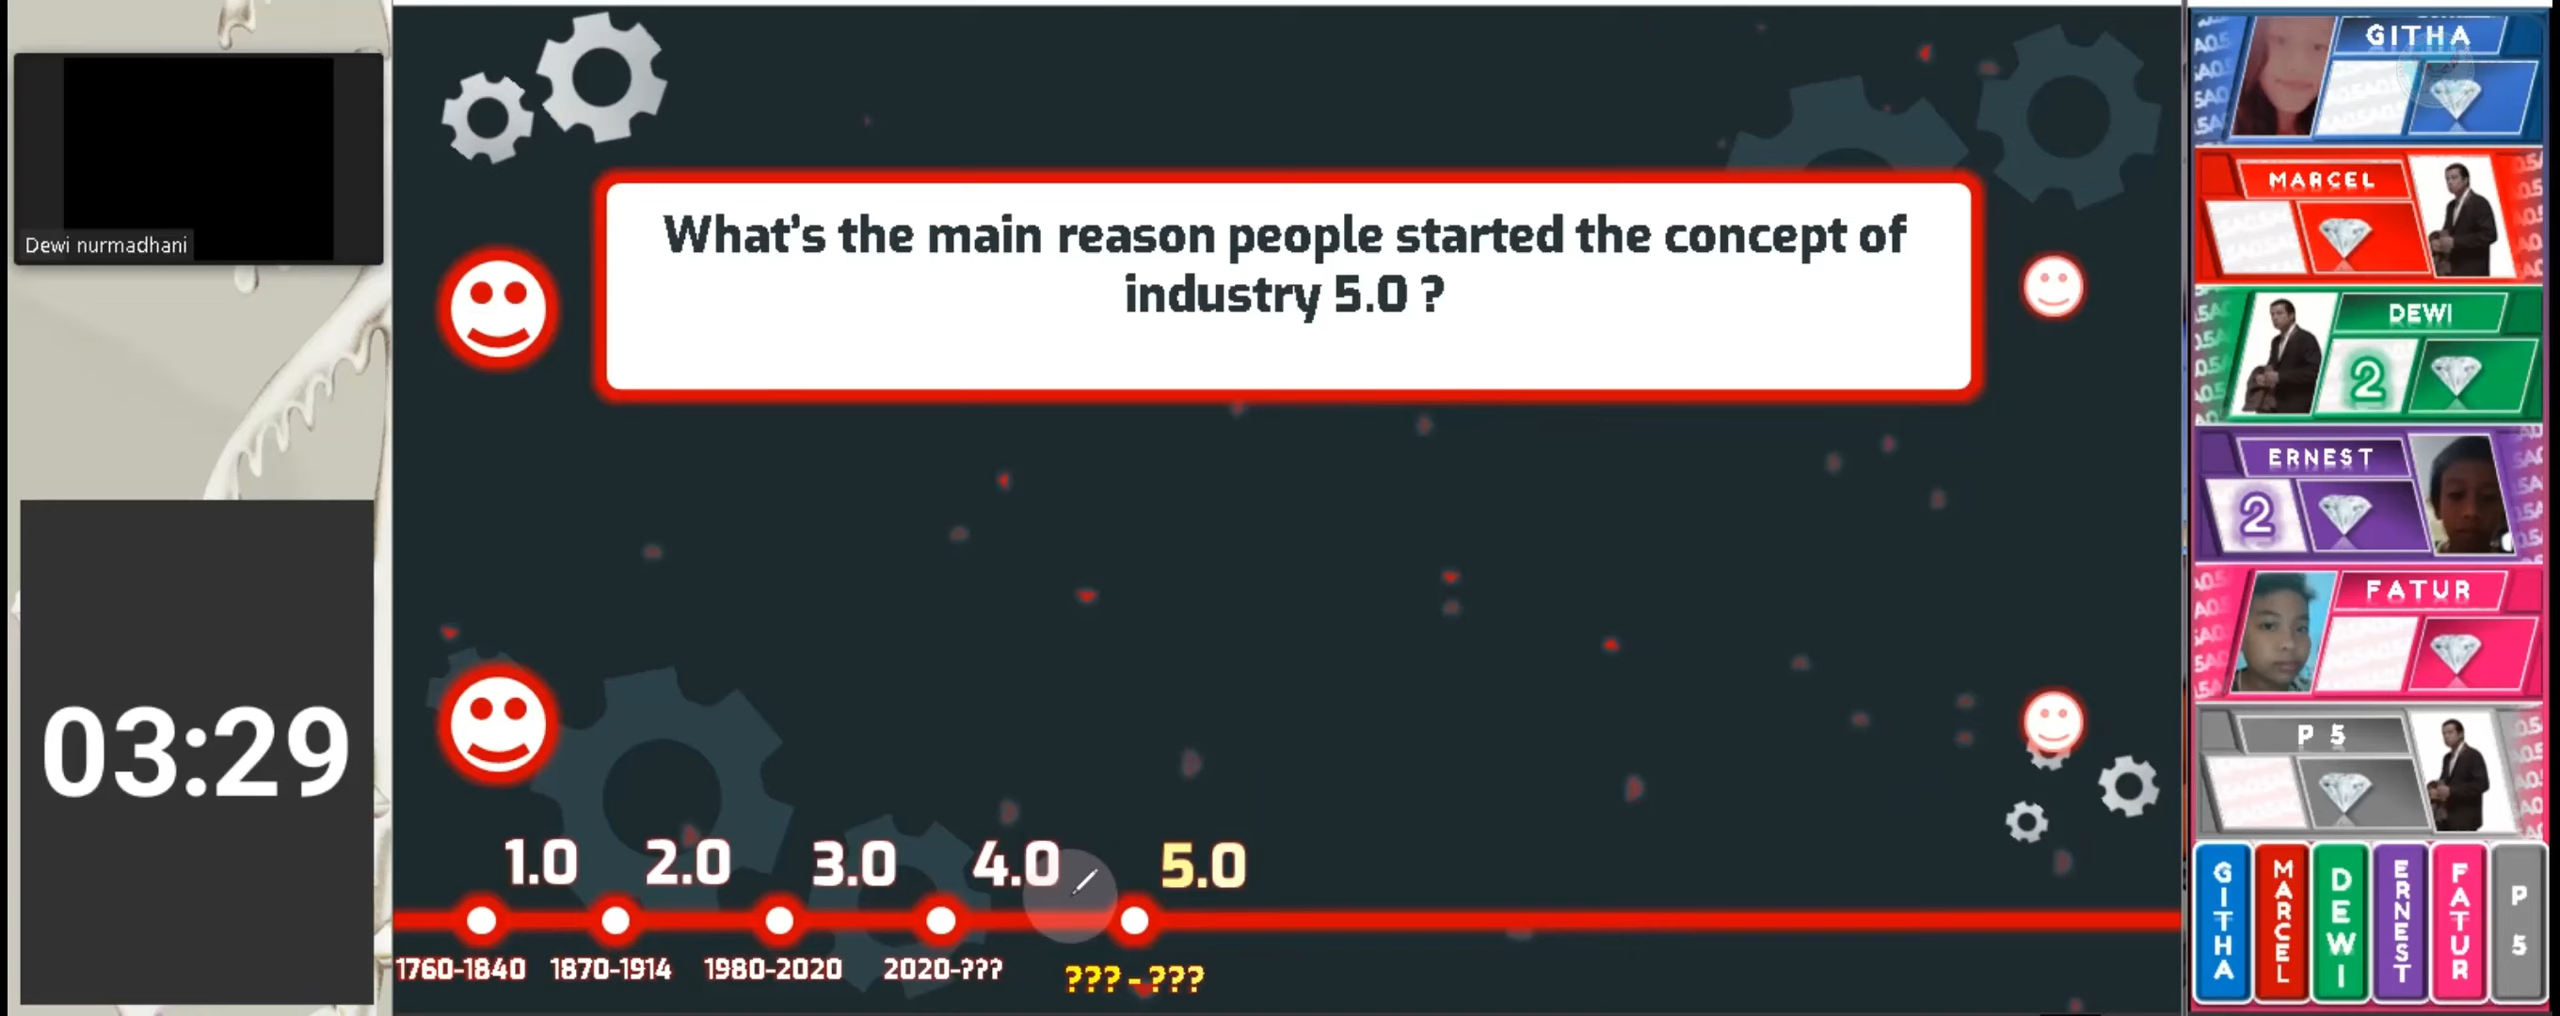 Dewi nurmadhani
03:29
What's the main reason people started the concept of
industry 5.0 ?
1.0 2.0 3.0 4.0 5.0
1760-1840 1870-1914 1980-2020 2020-??? ??? - ???
GITHA
MARCEL
DEWI
2
ERNEST
2
FATUR
P 5
GITHA MARCEL DEWI ERNEST FATUR P 5